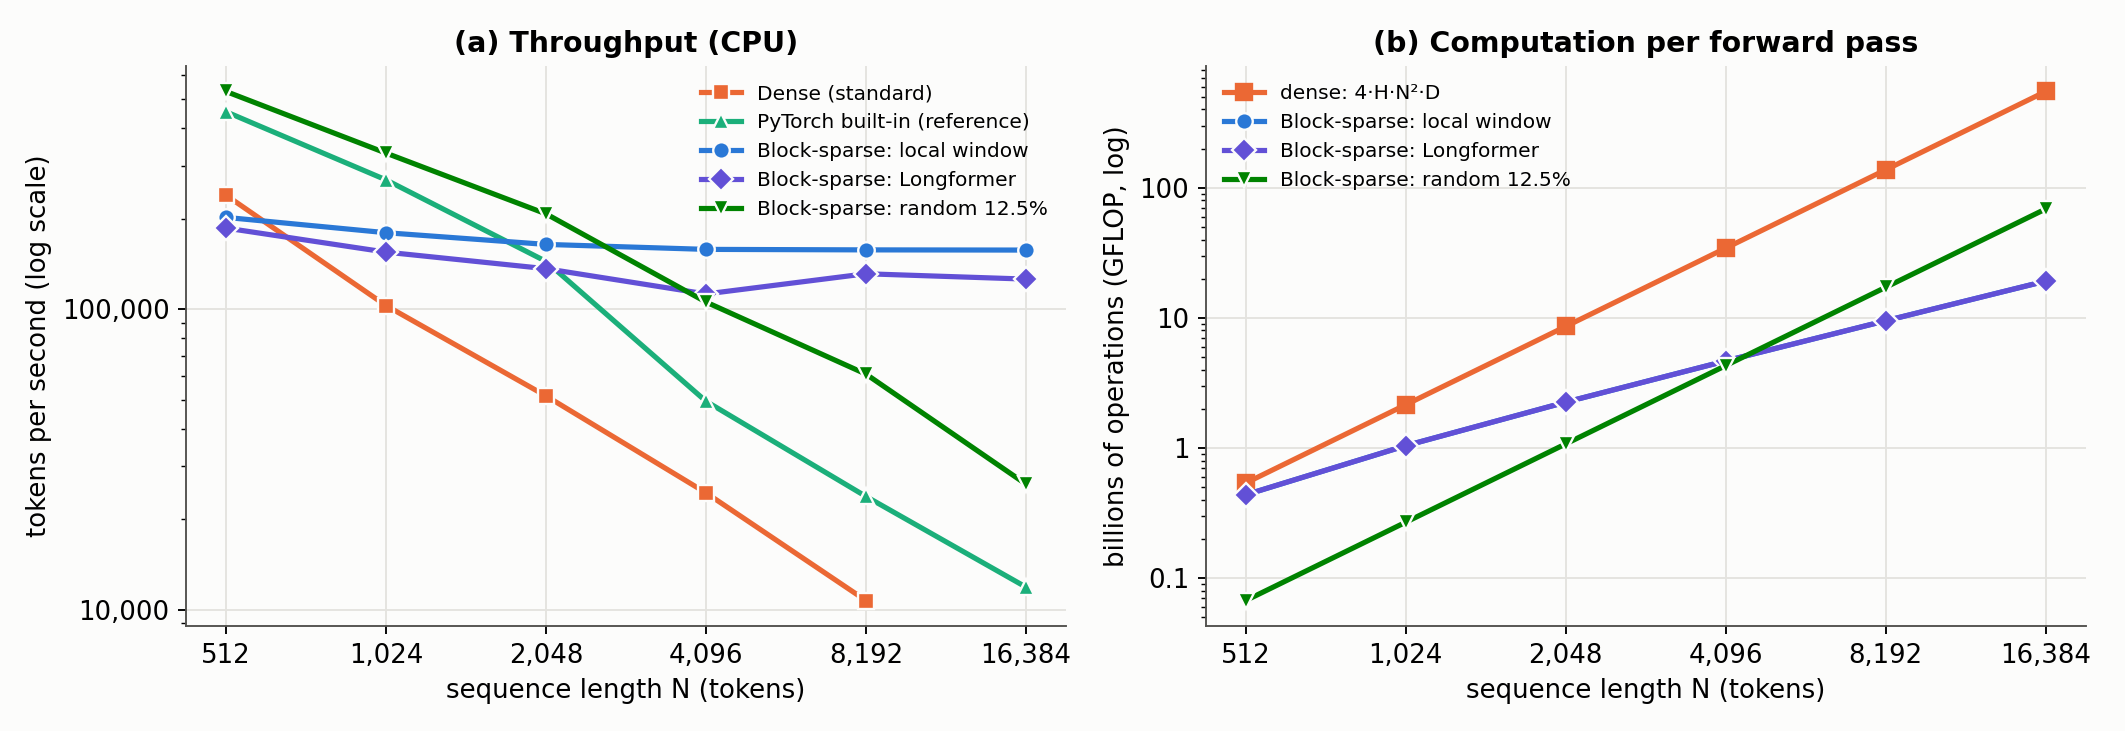 (a) Throughput (CPU)
tokens per second (log scale)
100,000
10,000
Dense (standard)
PyTorch built-in (reference)
Block-sparse: local window
Block-sparse: Longformer
Block-sparse: random 12.5%
512 1,024 2,048 4,096 8,192 16,384
sequence length N (tokens)
(b) Computation per forward pass
billions of operations (GFLOP, log)
100
10
1
0.1
dense: 4·H·N²·D
Block-sparse: local window
Block-sparse: Longformer
Block-sparse: random 12.5%
512 1,024 2,048 4,096 8,192 16,384
sequence length N (tokens)